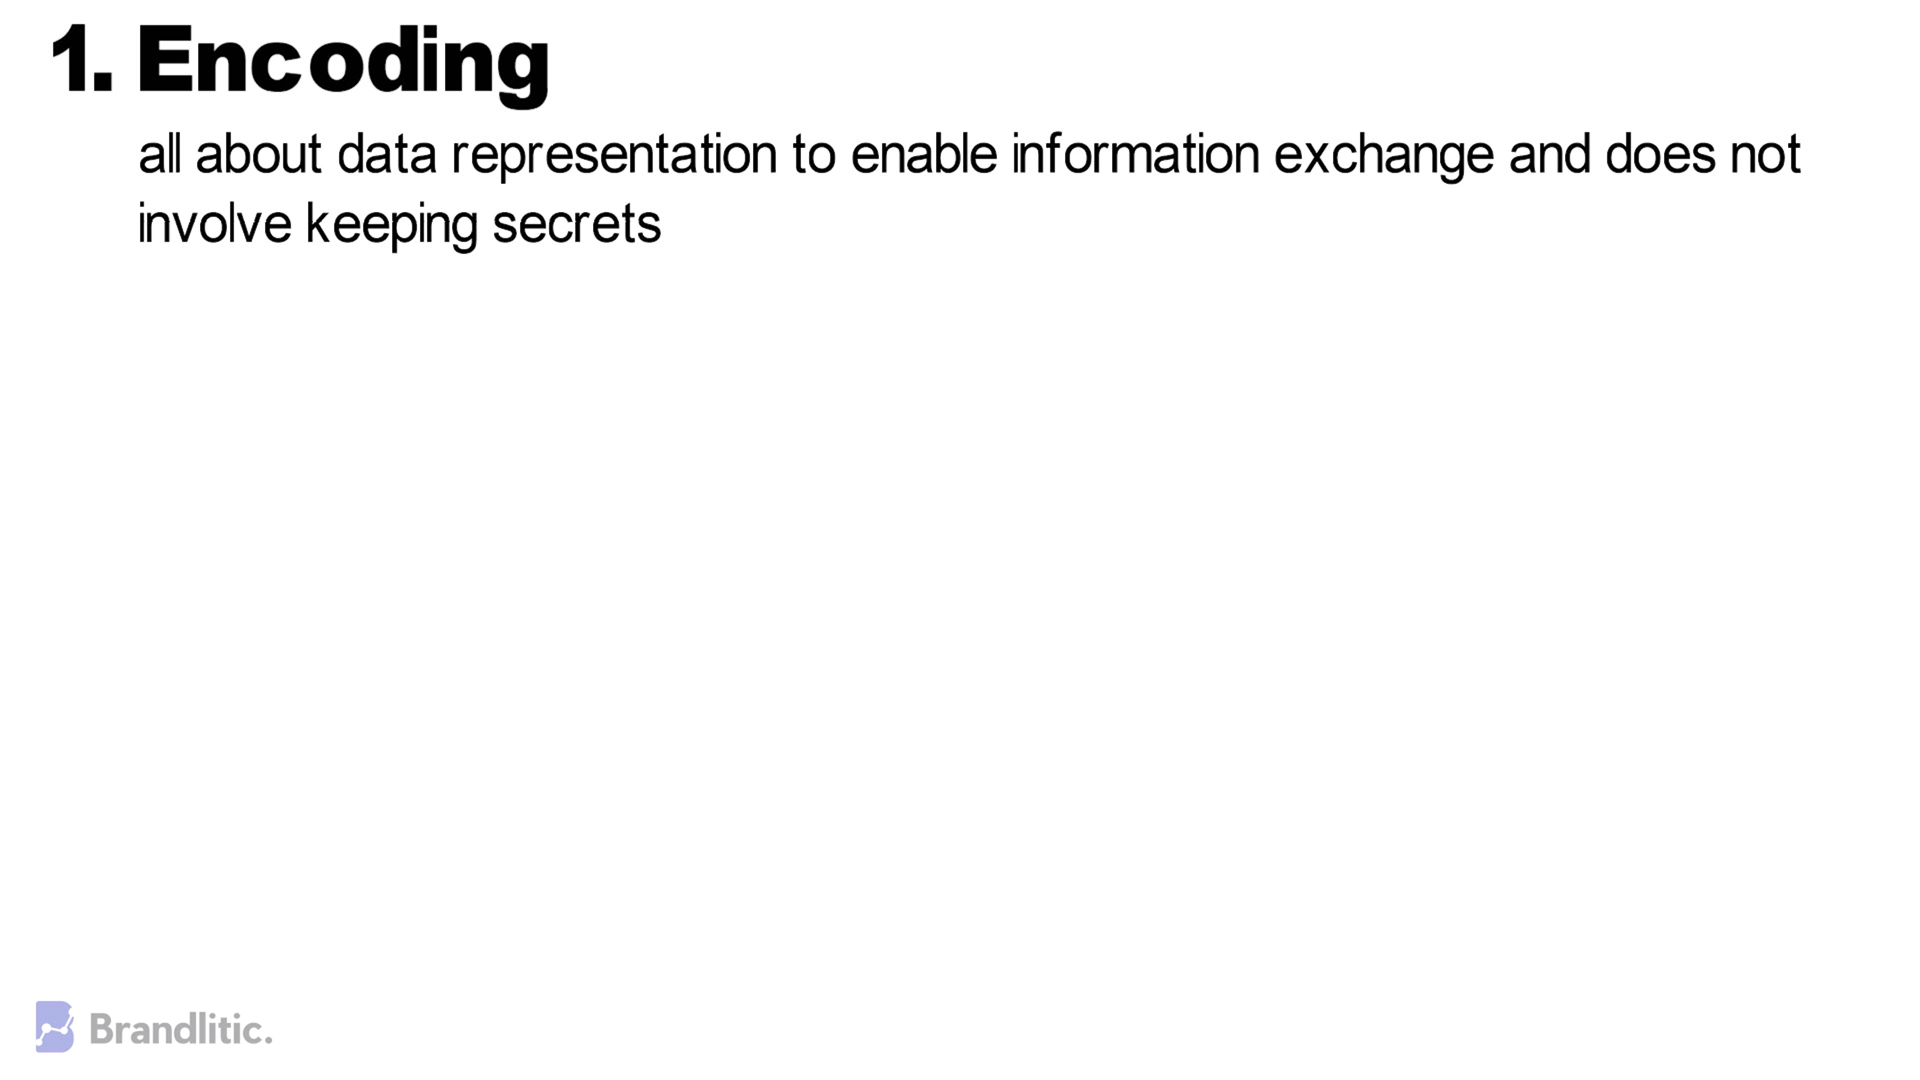 1. Encoding
all about data representation to enable information exchange and does not
involve keeping secrets
Brandlitic.